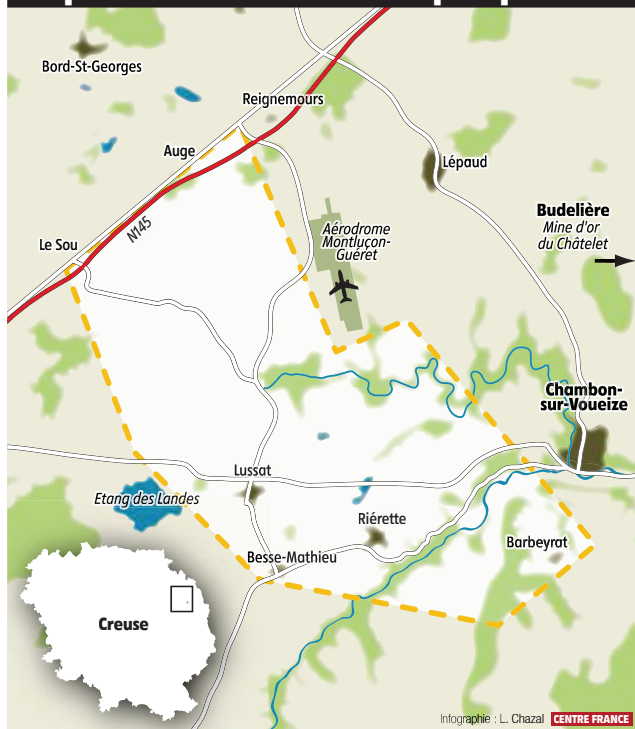 Bord-St-Georges
Reignemours
Auge
Lépaud
Budelière
Mine d'or
du Châtelet
Aérodrome
Montluçon-
Guéret
N145
Le Sou
Chambon-
sur-Voueize
Lussat
Etang des Landes
Riérette
Barbeyrat
Besse-Mathieu
Creuse
Infographie : L. Chazal CENTRE FRANCE